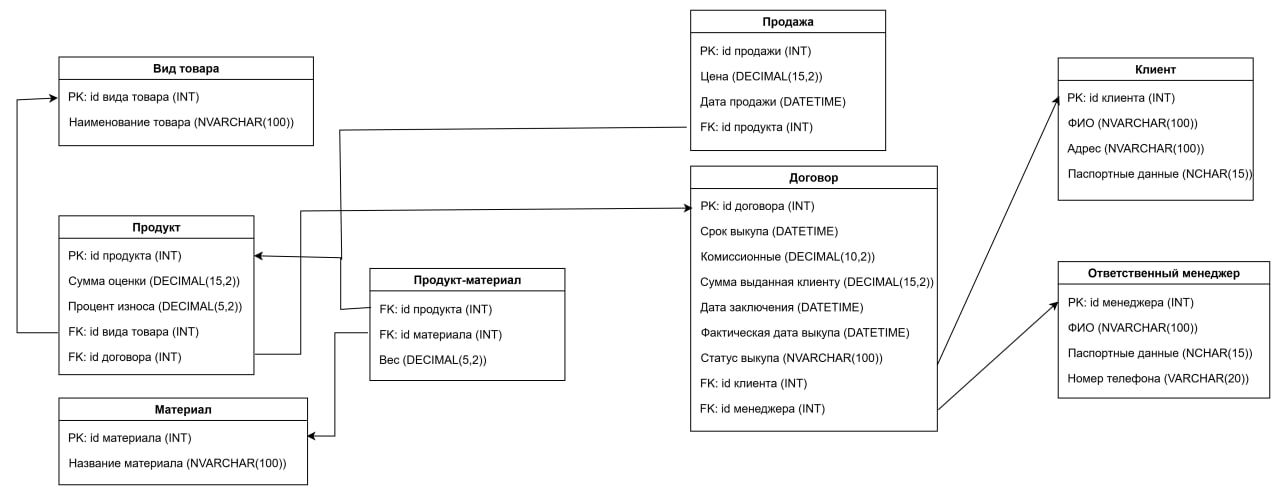 Вид товара
PK: id вида товара (INT)
Наименование товара (NVARCHAR(100))
Продукт
PK: id продукта (INT)
Сумма оценки (DECIMAL(15,2))
Процент износа (DECIMAL(5,2))
FK: id вида товара (INT)
FK: id договора (INT)
Материал
PK: id материала (INT)
Название материала (NVARCHAR(100))
Продукт-материал
FK: id продукта (INT)
FK: id материала (INT)
Вес (DECIMAL(5,2))
Продажа
PK: id продажи (INT)
Цена (DECIMAL(15,2))
Дата продажи (DATETIME)
FK: id продукта (INT)
Договор
PK: id договора (INT)
Срок выкупа (DATETIME)
Комиссионные (DECIMAL(10,2))
Сумма выданная клиенту (DECIMAL(15,2))
Дата заключения (DATETIME)
Фактическая дата выкупа (DATETIME)
Статус выкупа (NVARCHAR(100))
FK: id клиента (INT)
FK: id менеджера (INT)
Клиент
PK: id клиента (INT)
ФИО (NVARCHAR(100))
Адрес (NVARCHAR(100))
Паспортные данные (NCHAR(15))
Ответственный менеджер
PK: id менеджера (INT)
ФИО (NVARCHAR(100))
Паспортные данные (NCHAR(15))
Номер телефона (VARCHAR(20))